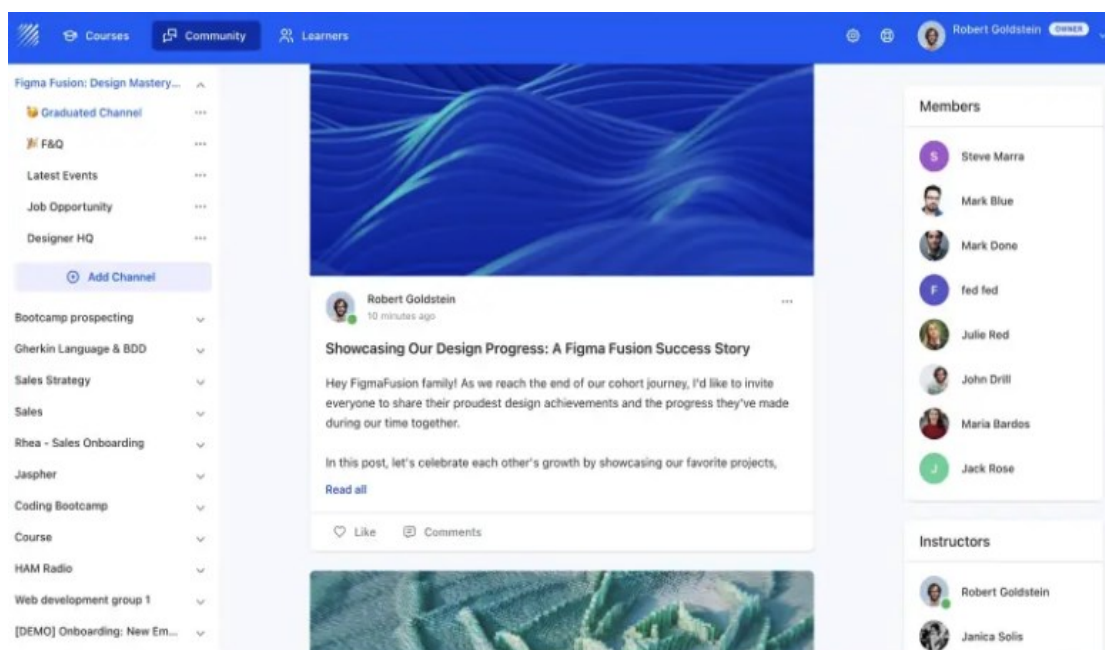 Courses
Community
Learners
Robert Goldstein OWNER
Figma Fusion: Design Mastery...
Graduated Channel
F&Q
Latest Events
Job Opportunity
Designer HQ
Add Channel
Bootcamp prospecting
Gherkin Language & BDD
Sales Strategy
Sales
Rhea - Sales Onboarding
Jaspher
Coding Bootcamp
Course
HAM Radio
Web development group 1
[DEMO] Onboarding: New Em...
Robert Goldstein
10 minutes ago
Showcasing Our Design Progress: A Figma Fusion Success Story
Hey FigmaFusion family! As we reach the end of our cohort journey, I'd like to invite
everyone to share their proudest design achievements and the progress they've made
during our time together.
In this post, let's celebrate each other's growth by showcasing our favorite projects,
Read all
Like
Comments
Members
S
Steve Marra
Mark Blue
Mark Done
F
fed fed
Julie Red
John Drill
Maria Bardos
J
Jack Rose
Instructors
Robert Goldstein
Janica Solis